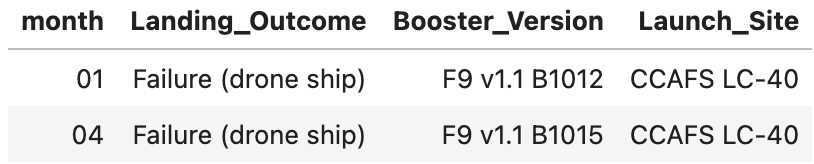 month Landing_Outcome Booster_Version Launch_Site
01 Failure (drone ship) F9 v1.1 B1012 CCAFS LC-40
04 Failure (drone ship) F9 v1.1 B1015 CCAFS LC-40